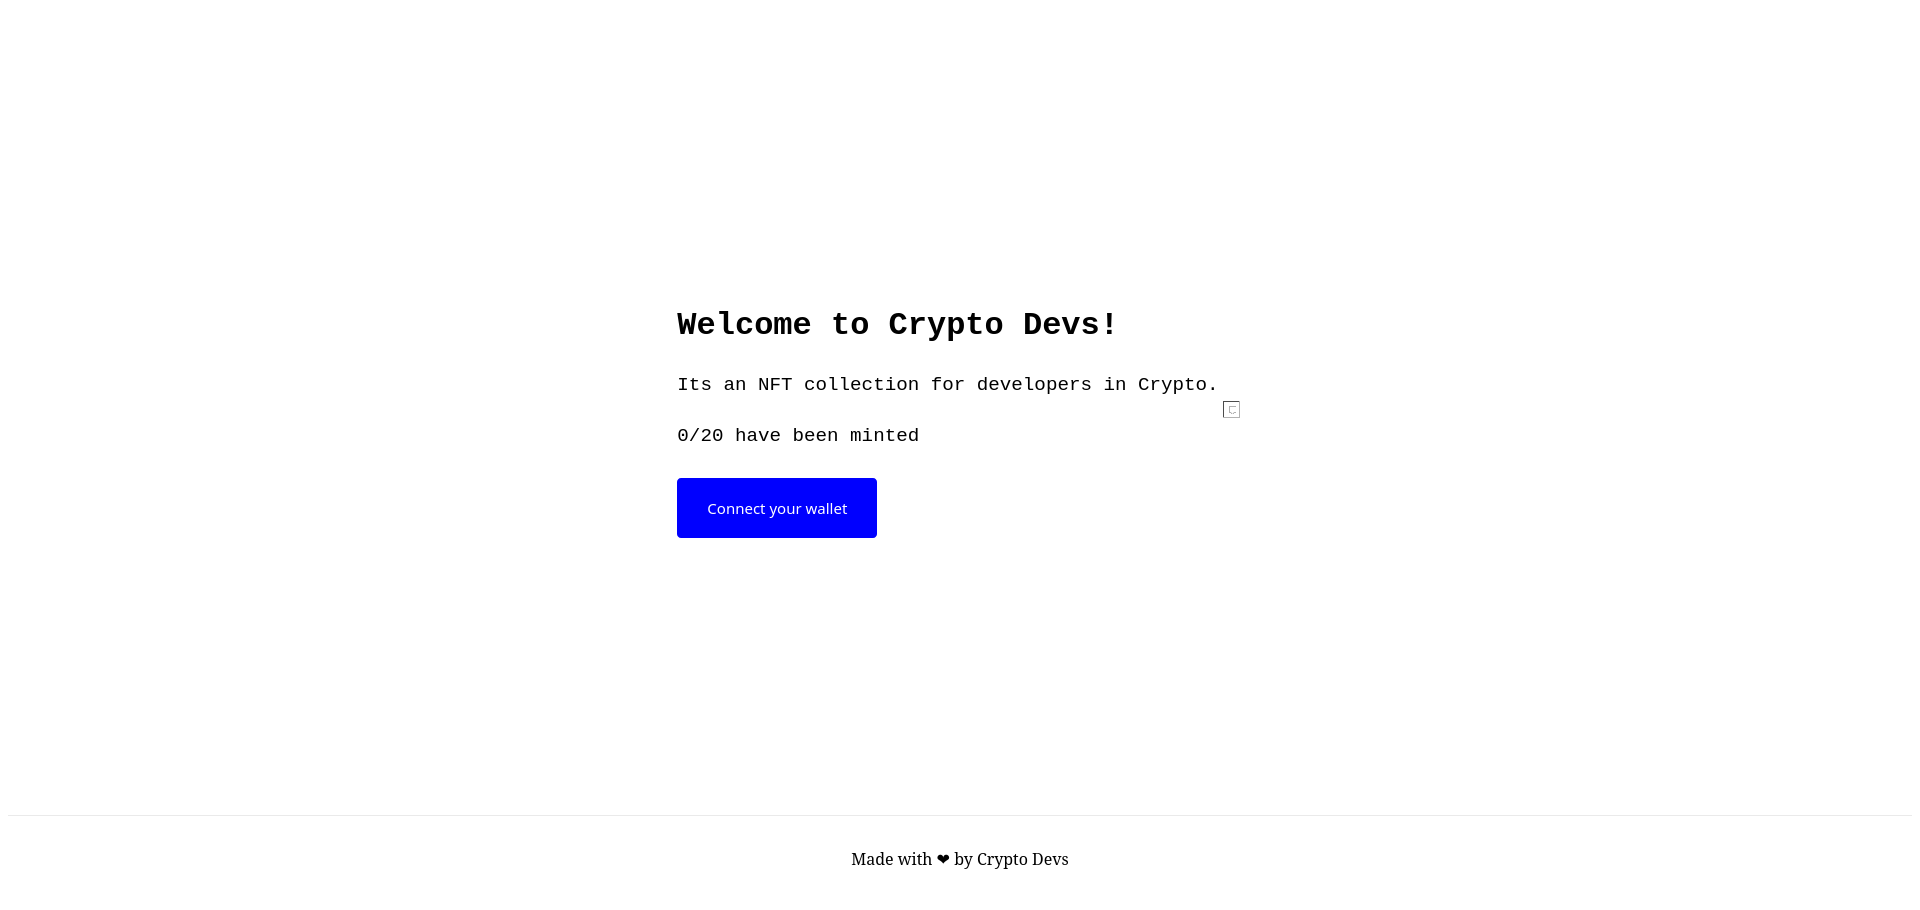 Welcome to Crypto Devs!
Its an NFT collection for developers in Crypto.
0/20 have been minted
Connect your wallet
Made with ❤ by Crypto Devs